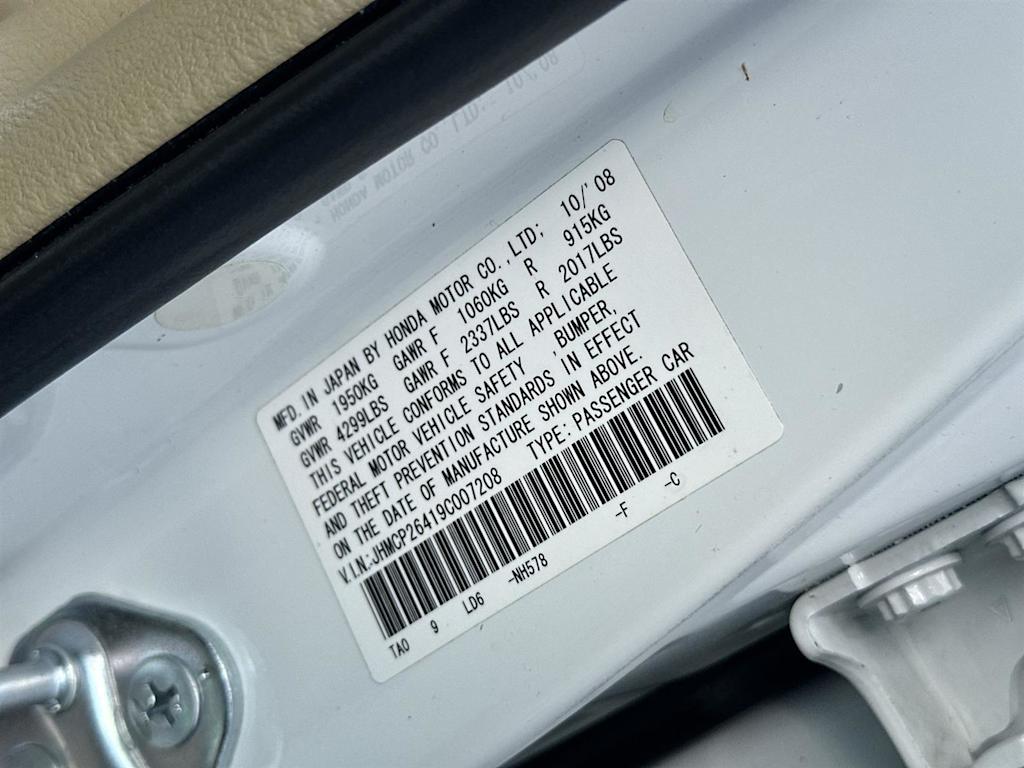 MFD. IN JAPAN BY HONDA MOTOR CO., LTD; 10/'08
GVWR 1950KG GAWR F 1060KG R 915KG
GVWR 4299LBS GAWR F 2337LBS R 2017LBS
THIS VEHICLE CONFORMS TO ALL APPLICABLE
FEDERAL MOTOR VEHICLE SAFETY ,BUMPER,
AND THEFT PREVENTION STANDARDS IN EFFECT
ON THE DATE OF MANUFACTURE SHOWN ABOVE.
V.I.N:JHMCP26419C007208 TYPE: PASSENGER CAR
TA0 9 LD6 -NH578 -F -C